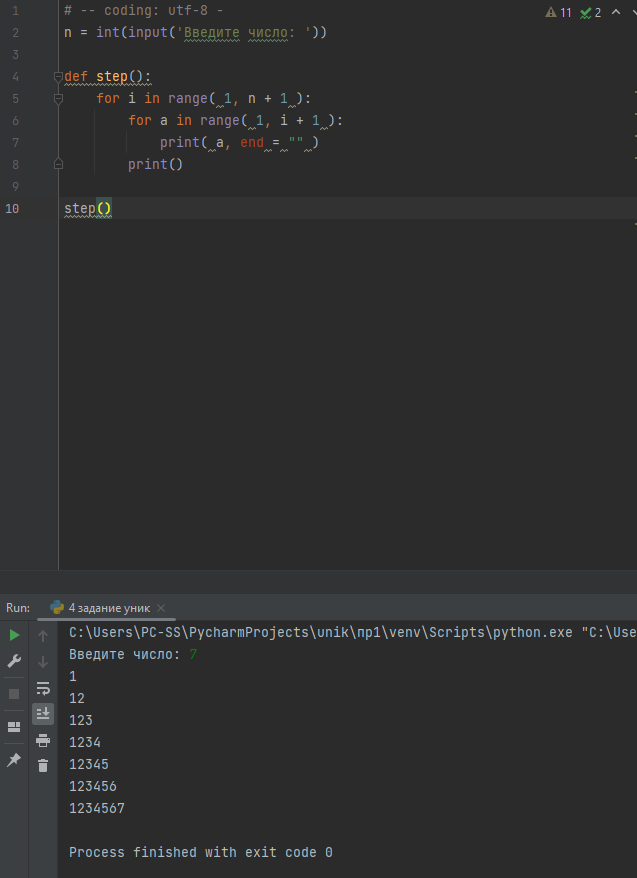 1 # -- coding: utf-8 -
11 2
2 n = int(input('Введите число: '))
3
4 def step():
5 for i in range( 1, n + 1 ):
6 for a in range( 1, i + 1 ):
7 print( a, end = "" )
8 print()
9
10 step()
Run: 4 задание уник
C:\Users\PC-SS\PycharmProjects\unik\пр1\venv\Scripts\python.exe "C:\Use
Введите число: 7
1
12
123
1234
12345
123456
1234567
Process finished with exit code 0